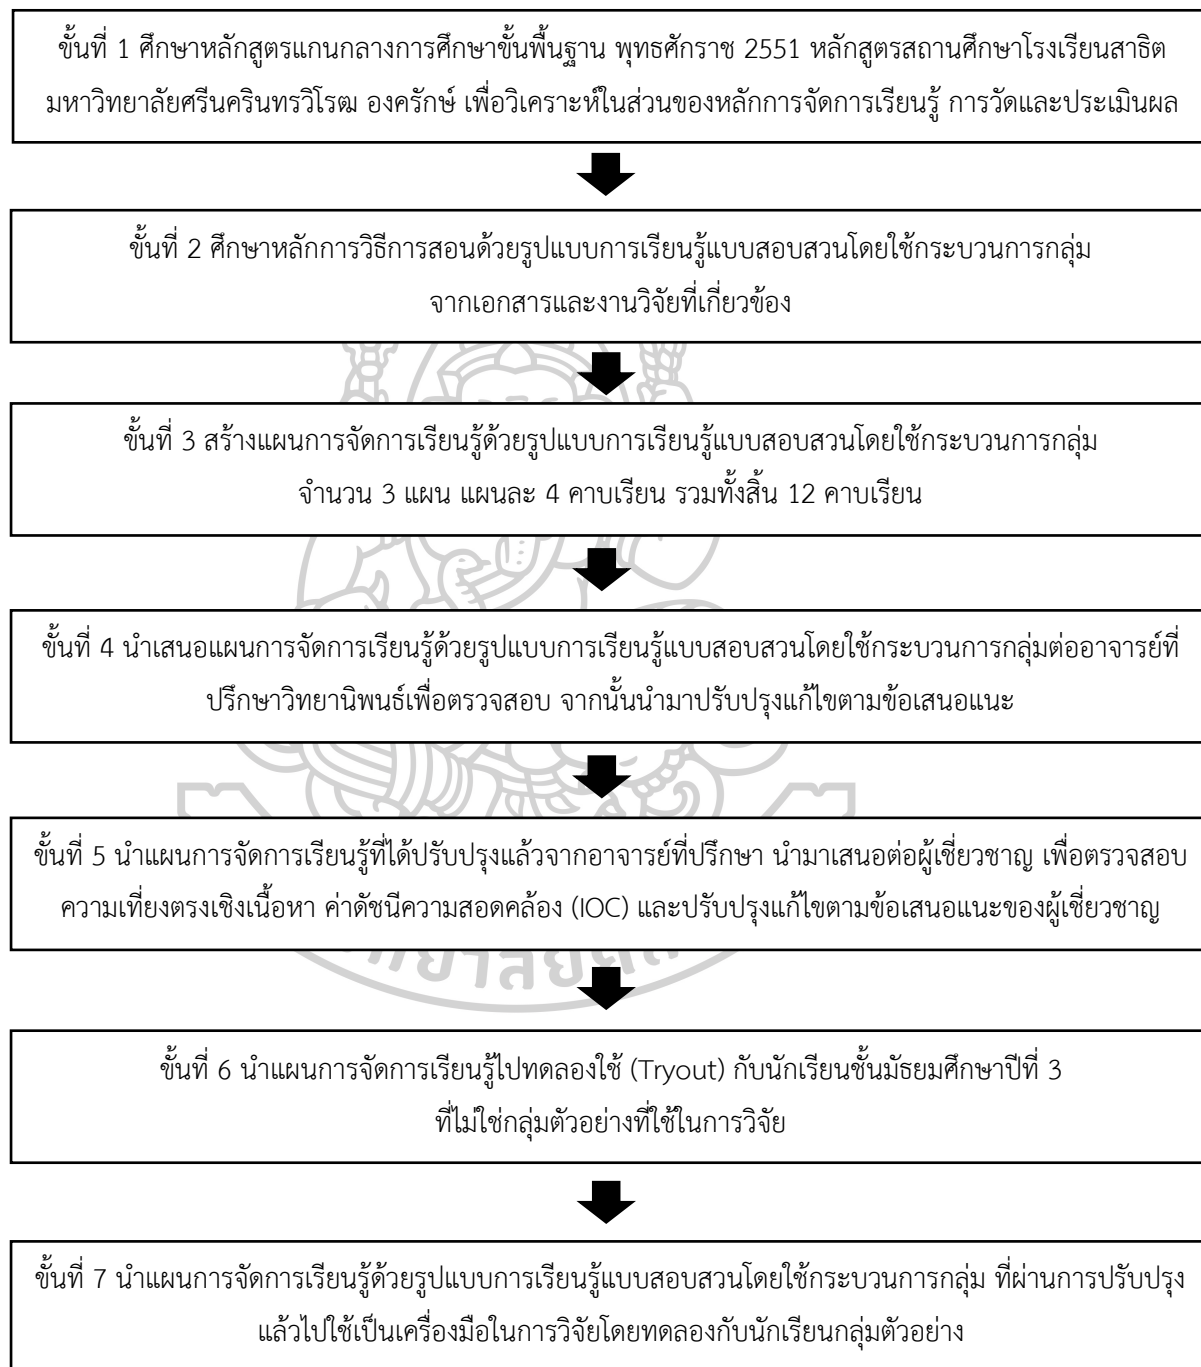 ขั้นที่ 1 ศึกษาหลักสูตรแกนกลางการศึกษาขั้นพื้นฐาน พุทธศักราช 2551 หลักสูตรสถานศึกษาโรงเรียนสาธิต
มหาวิทยาลัยศรีนครินทรวิโรฒ องครักษ์ เพื่อวิเคราะห์ในส่วนของหลักการจัดการเรียนรู้ การวัดและประเมินผล
ขั้นที่ 2 ศึกษาหลักการวิธีการสอนด้วยรูปแบบการเรียนรู้แบบสอบสวนโดยใช้กระบวนการกลุ่ม
จากเอกสารและงานวิจัยที่เกี่ยวข้อง
ขั้นที่ 3 สร้างแผนการจัดการเรียนรู้ด้วยรูปแบบการเรียนรู้แบบสอบสวนโดยใช้กระบวนการกลุ่ม
จำนวน 3 แผน แผนละ 4 คาบเรียน รวมทั้งสิ้น 12 คาบเรียน
ขั้นที่ 4 นำเสนอแผนการจัดการเรียนรู้ด้วยรูปแบบการเรียนรู้แบบสอบสวนโดยใช้กระบวนการกลุ่มต่ออาจารย์ที่
ปรึกษาวิทยานิพนธ์เพื่อตรวจสอบ จากนั้นนำมาปรับปรุงแก้ไขตามข้อเสนอแนะ
ขั้นที่ 5 นำแผนการจัดการเรียนรู้ที่ได้ปรับปรุงแล้วจากอาจารย์ที่ปรึกษา นำมาเสนอต่อผู้เชี่ยวชาญ เพื่อตรวจสอบ
ความเที่ยงตรงเชิงเนื้อหา ค่าดัชนีความสอดคล้อง (IOC) และปรับปรุงแก้ไขตามข้อเสนอแนะของผู้เชี่ยวชาญ
ขั้นที่ 6 นำแผนการจัดการเรียนรู้ไปทดลองใช้ (Tryout) กับนักเรียนชั้นมัธยมศึกษาปีที่ 3
ที่ไม่ใช่กลุ่มตัวอย่างที่ใช้ในการวิจัย
ขั้นที่ 7 นำแผนการจัดการเรียนรู้ด้วยรูปแบบการเรียนรู้แบบสอบสวนโดยใช้กระบวนการกลุ่ม ที่ผ่านการปรับปรุง
แล้วไปใช้เป็นเครื่องมือในการวิจัยโดยทดลองกับนักเรียนกลุ่มตัวอย่าง